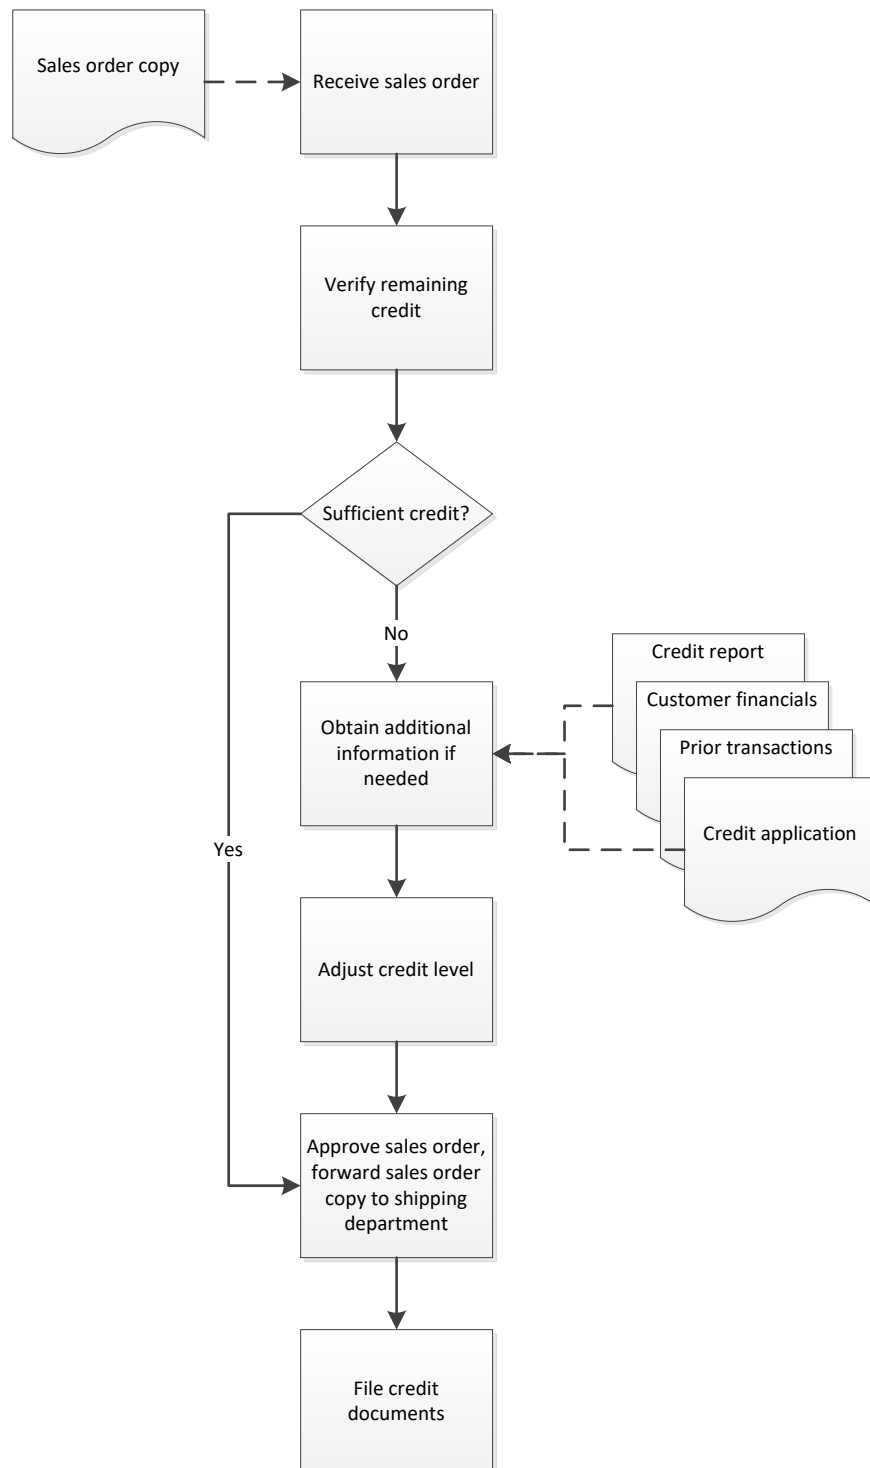 Sales order copy
Receive sales order
Verify remaining
credit
Sufficient credit?
No
Credit report
Customer financials
Prior transactions
Credit application
Obtain additional
information if
needed
Yes
Adjust credit level
Approve sales order,
forward sales order
copy to shipping
department
File credit
documents